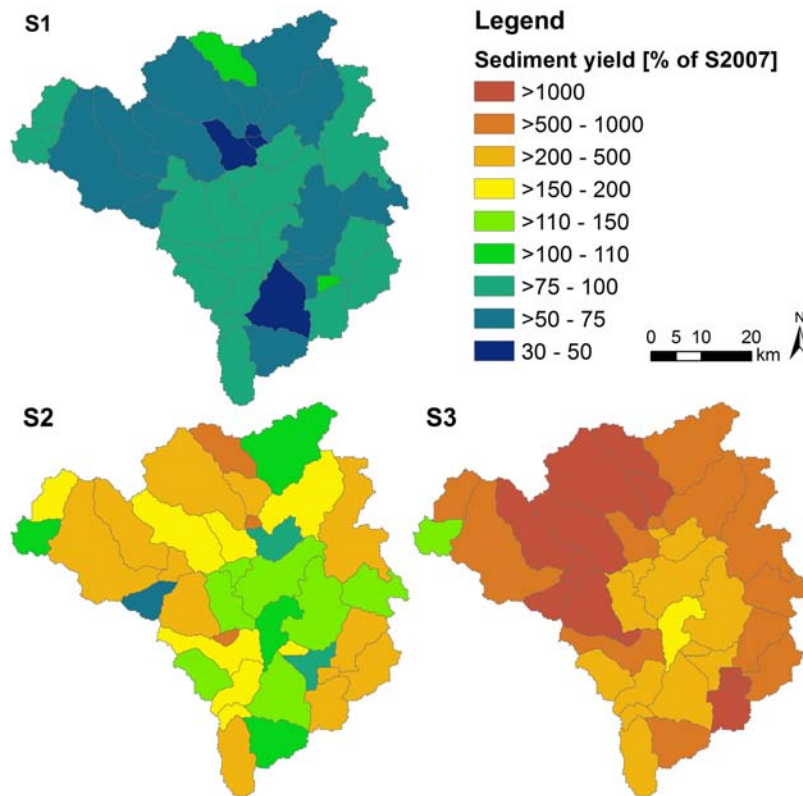 S1
Legend
Sediment yield [% of S2007]
>1000
>500 - 1000
>200 - 500
>150 - 200
>110 - 150
>100 - 110
>75 - 100
>50 - 75
30 - 50
N
0 5 10 20
km
S2
S3